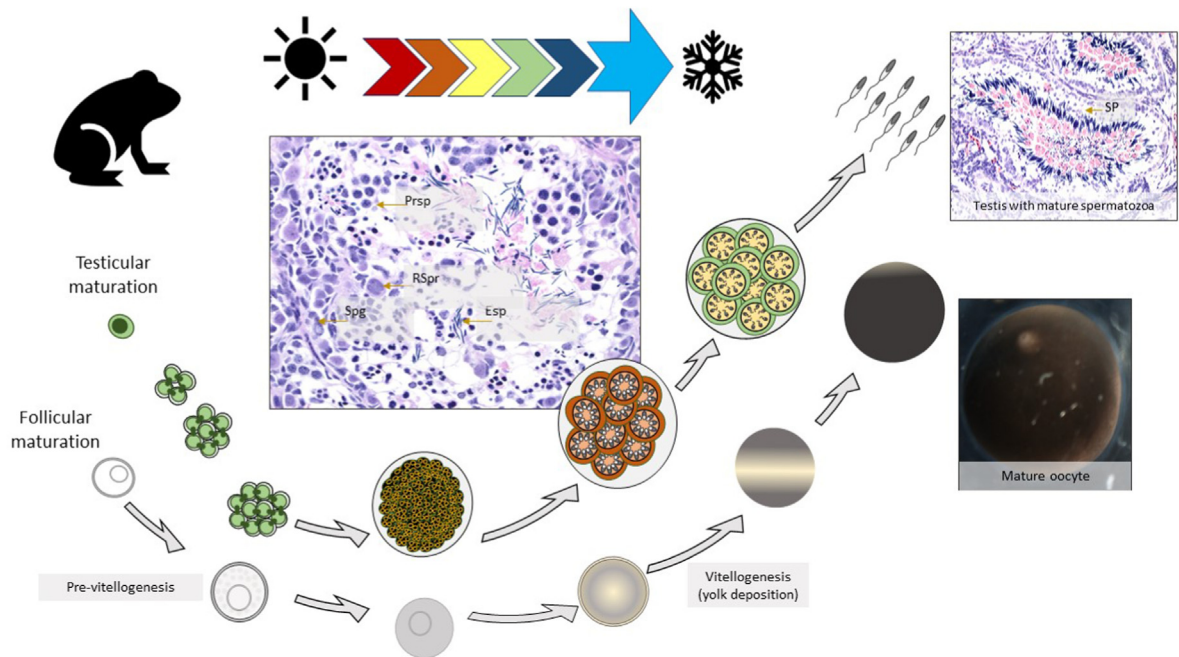 SP
Testis with mature spermatozoa
Prsp
RSpr
Spg
Esp
Testicular
maturation
Follicular
maturation
Mature oocyte
Pre-vitellogenesis
Vitellogenesis
(yolk deposition)